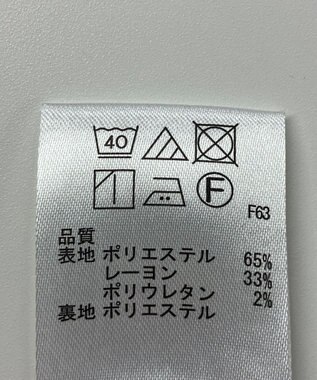 40
F
F63
品質
表地 ポリエステル 65%
レーヨン 33%
ポリウレタン 2%
裏地 ポリエステル